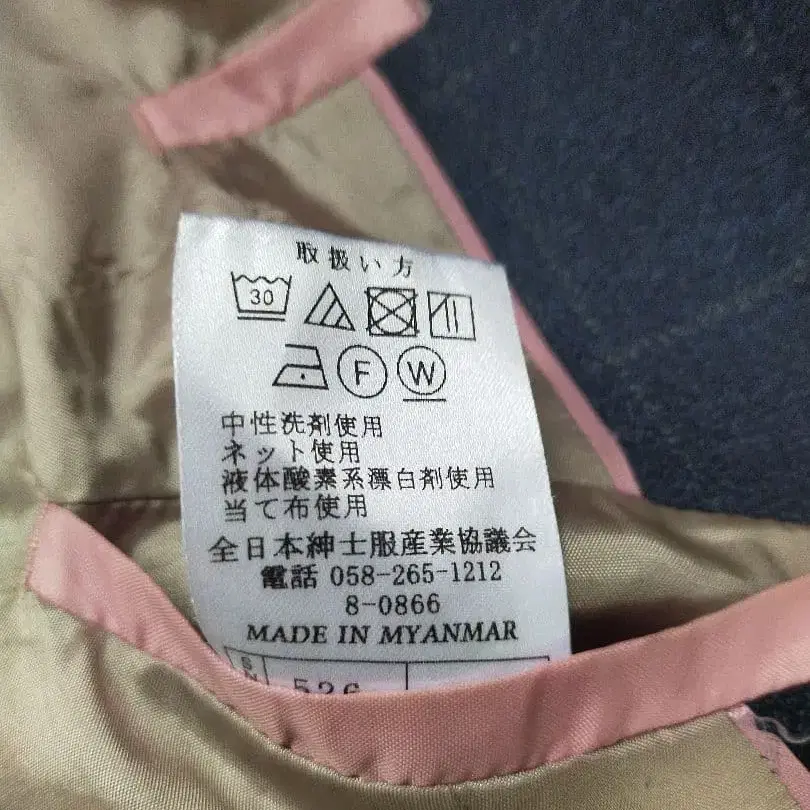 取扱い方
30
F W
中性洗剤使用
ネット使用
液体酸素系漂白剤使用
当て布使用
全日本紳士服産業協議会
電話 058-265-1212
8-0866
MADE IN MYANMAR
S
526